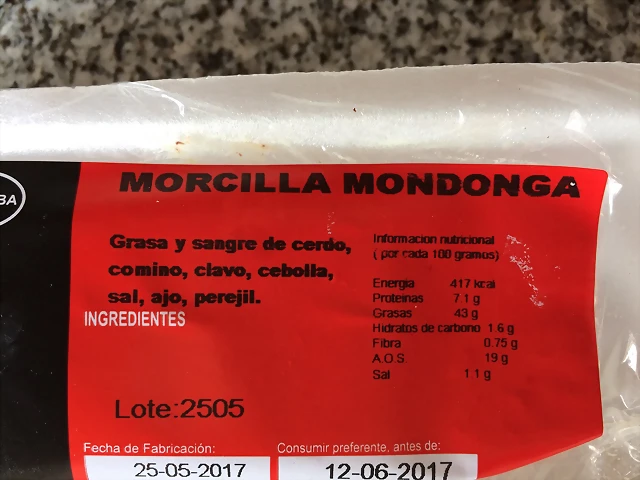 BA
MORCILLA MONDONGA
Grasa y sangre de cerdo,
comino, clavo, cebolla,
sal, ajo, perejil.
INGREDIENTES
Informacion nutricional
( por cada 100 gramos)
Energia 417 kcal
Proteinas 7.1 g
Grasas 43 g
Hidratos de carbono 1.6 g
Fibra 0.75 g
A.O.S 19 g
Sal 1.1 g
Lote:2505
Fecha de Fabricación: Consumir preferente, antes de:
25-05-2017 12-06-2017